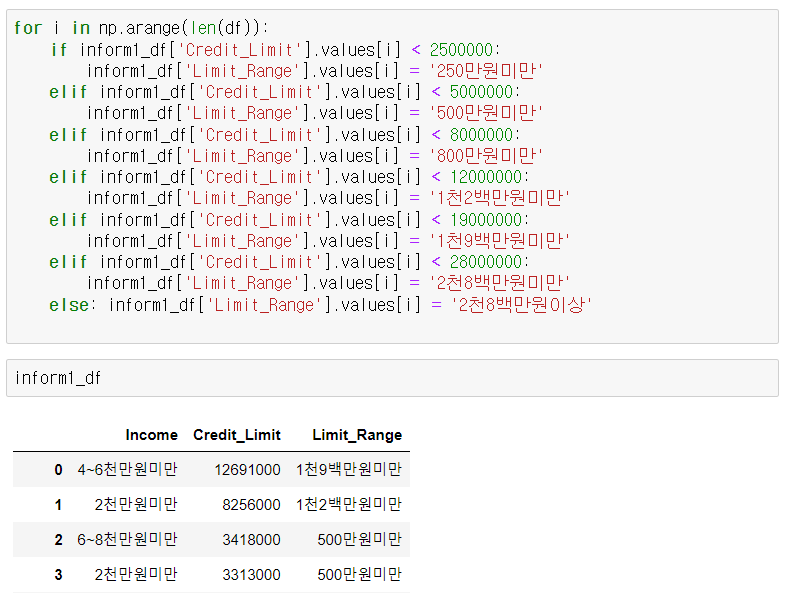 for i in np.arange(len(df)):
    if inform1_df['Credit_Limit'].values[i] < 2500000:
        inform1_df['Limit_Range'].values[i] = '250만원미만'
    elif inform1_df['Credit_Limit'].values[i] < 5000000:
        inform1_df['Limit_Range'].values[i] = '500만원미만'
    elif inform1_df['Credit_Limit'].values[i] < 8000000:
        inform1_df['Limit_Range'].values[i] = '800만원미만'
    elif inform1_df['Credit_Limit'].values[i] < 12000000:
        inform1_df['Limit_Range'].values[i] = '1천2백만원미만'
    elif inform1_df['Credit_Limit'].values[i] < 19000000:
        inform1_df['Limit_Range'].values[i] = '1천9백만원미만'
    elif inform1_df['Credit_Limit'].values[i] < 28000000:
        inform1_df['Limit_Range'].values[i] = '2천8백만원미만'
    else: inform1_df['Limit_Range'].values[i] = '2천8백만원이상'
inform1_df
Income Credit_Limit Limit_Range
0 4~6천만원미만 12691000 1천9백만원미만
1 2천만원미만 8256000 1천2백만원미만
2 6~8천만원미만 3418000 500만원미만
3 2천만원미만 3313000 500만원미만